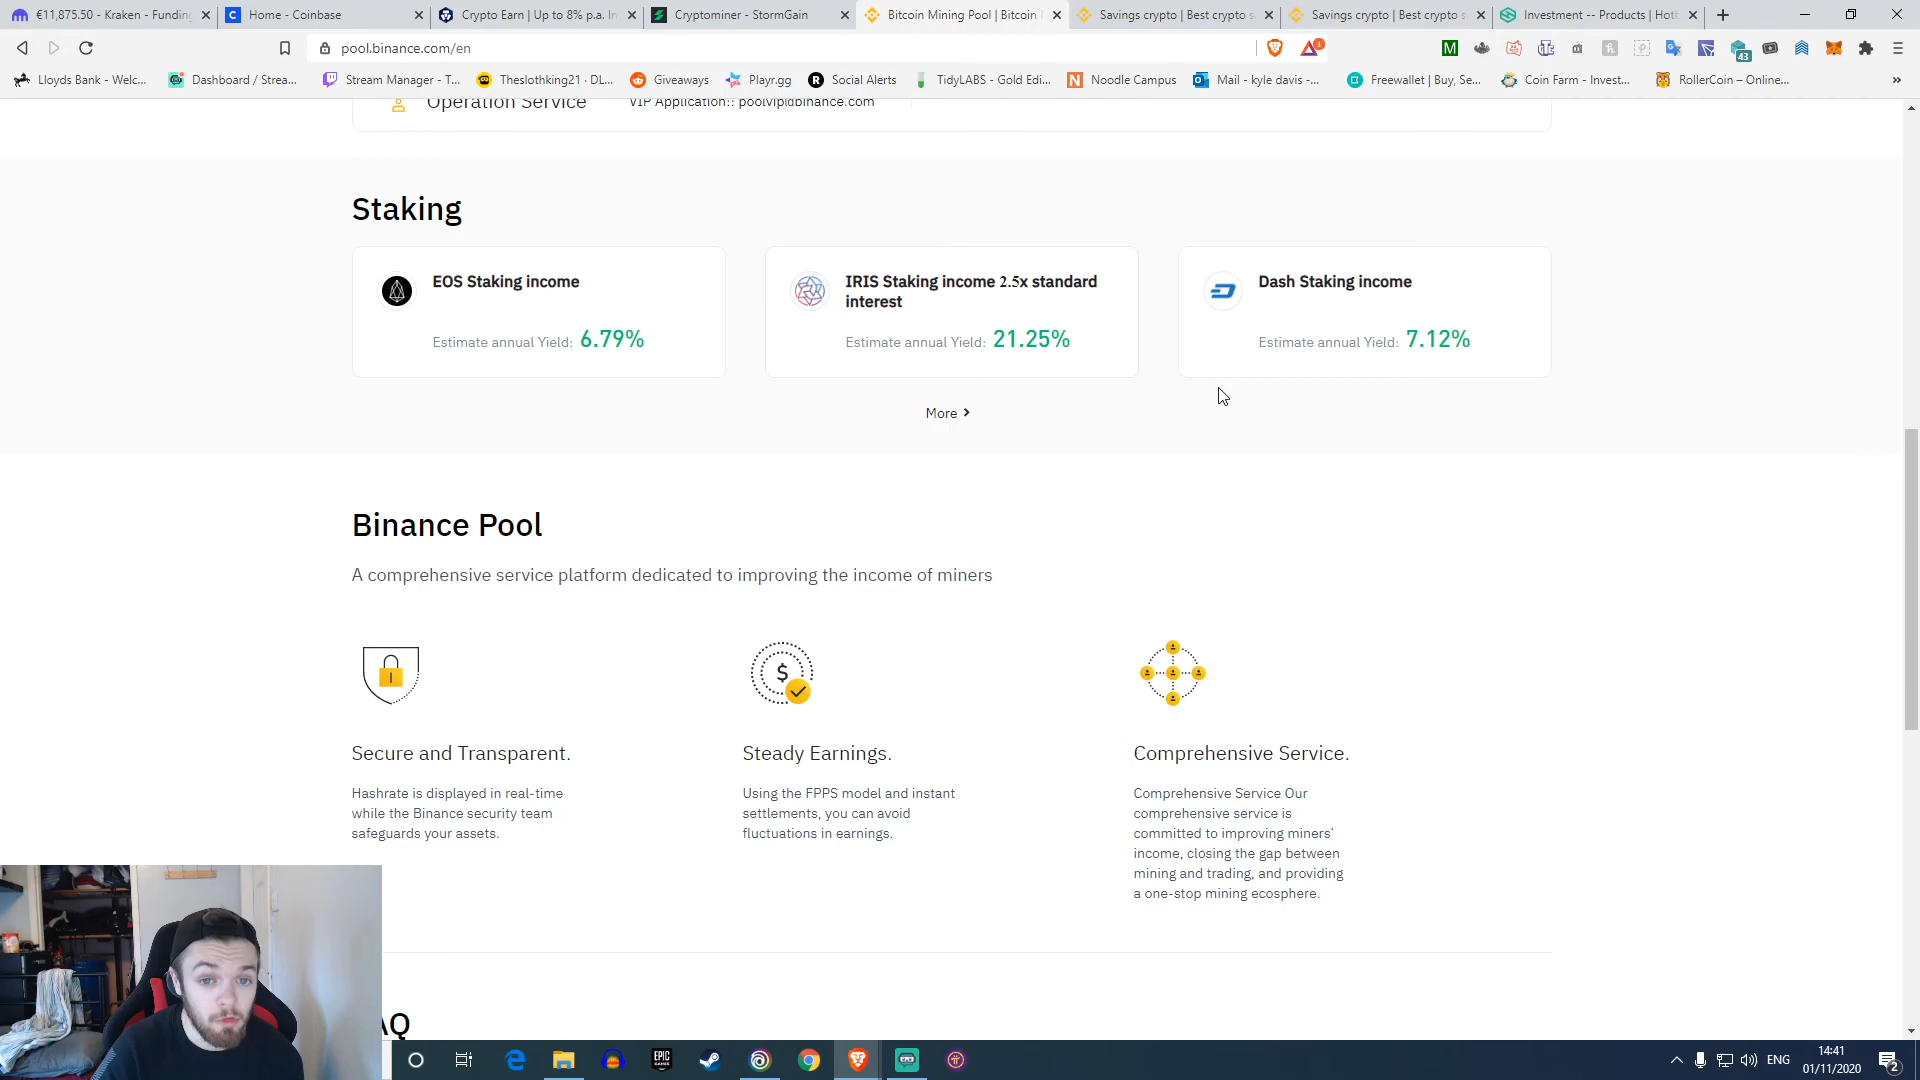 €11,875.50 - Kraken - Fundin
Home - Coinbase
Crypto Earn | Up to 8% p.a. In
Cryptominer - StormGain
Bitcoin Mining Pool | Bitcoin
Savings crypto | Best crypto s
Savings crypto | Best crypto s
Investment -- Products | Hotb
pool.binance.com/en
3
M
43
Lloyds Bank - Welc...
Dashboard / Strea...
Stream Manager - T...
Theslothking21 · DL...
Giveaways
Playr.gg
Social Alerts
TidyLABS - Gold Edi...
Noodle Campus
Mail - kyle davis -...
Freewallet | Buy, Se...
Coin Farm - Invest...
RollerCoin – Online...
Operation Service
VIP Application:: poolvip@binance.com
Staking
EOS Staking income
Estimate annual Yield: 6.79%
IRIS Staking income 2.5x standard
interest
Estimate annual Yield: 21.25%
Dash Staking income
Estimate annual Yield: 7.12%
More
Binance Pool
A comprehensive service platform dedicated to improving the income of miners
Secure and Transparent.
Hashrate is displayed in real-time
while the Binance security team
safeguards your assets.
Steady Earnings.
Using the FPPS model and instant
settlements, you can avoid
fluctuations in earnings.
Comprehensive Service.
Comprehensive Service Our
comprehensive service is
committed to improving miners'
income, closing the gap between
mining and trading, and providing
a one-stop mining ecosphere.
AQ
EPIC
GAMES
ENG
14:41
01/11/2020
2